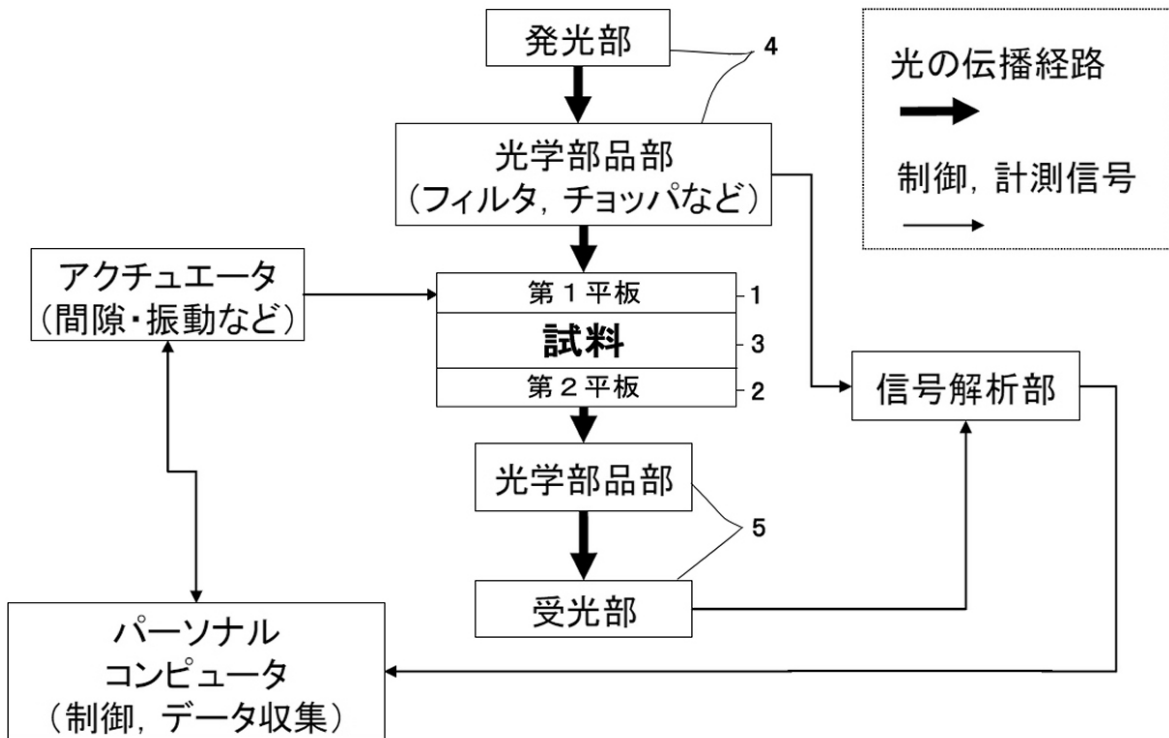 発光部
4
光学部品部
(フィルタ, チョッパなど)
光の伝播経路
制御, 計測信号
アクチュエータ
(間隙・振動など)
第1平板
1
試料
3
第2平板
2
信号解析部
光学部品部
5
受光部
パーソナル
コンピュータ
(制御, データ収集)